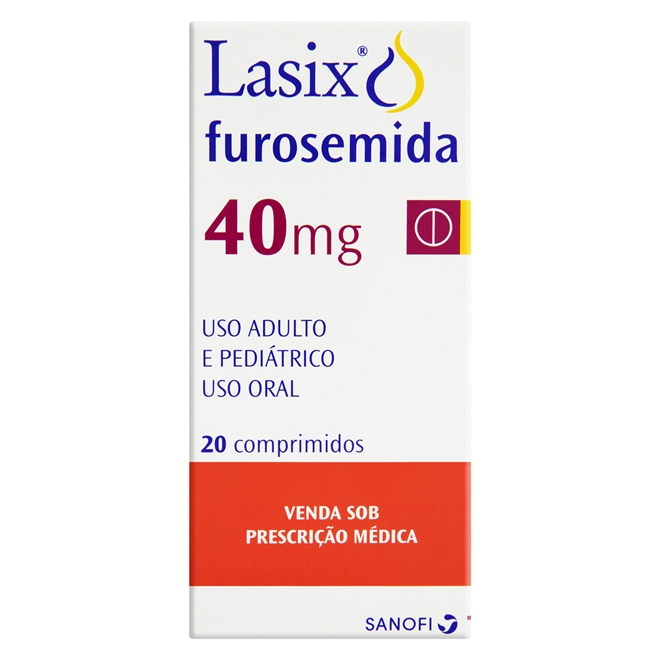 Lasix®
furosemida
40mg
USO ADULTO
E PEDIÁTRICO
USO ORAL
20 comprimidos
VENDA SOB
PRESCRIÇÃO MÉDICA
SANOFI